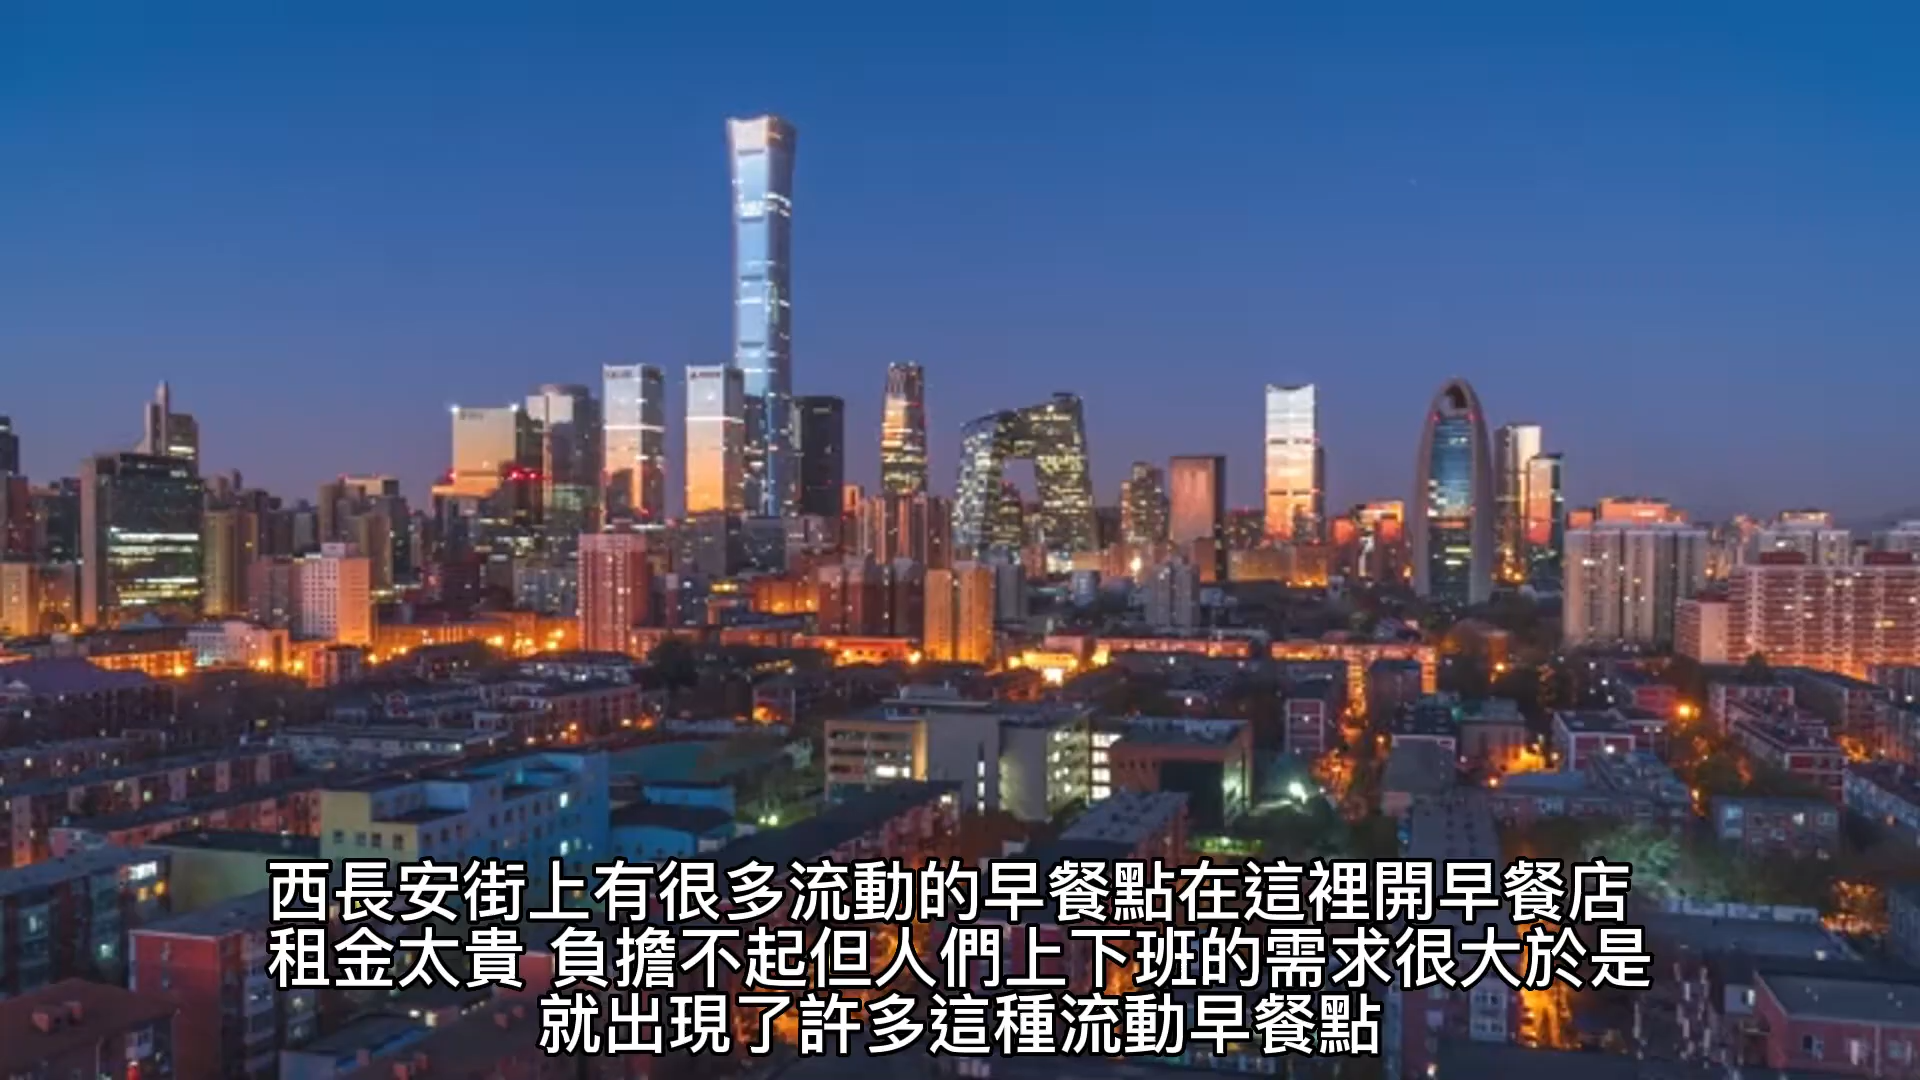 西長安街上有很多流動的早餐點在這裡開早餐店
租金太貴 負擔不起但人們上下班的需求很大於是
就出現了許多這種流動早餐點